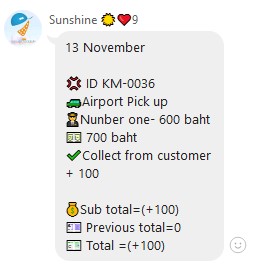 Sunshine 9
13 November
ID KM-0036
Airport Pick up
Nunber one- 600 baht
700 baht
Collect from customer
+ 100
Sub total=(+100)
Previous total=0
Total =(+100)